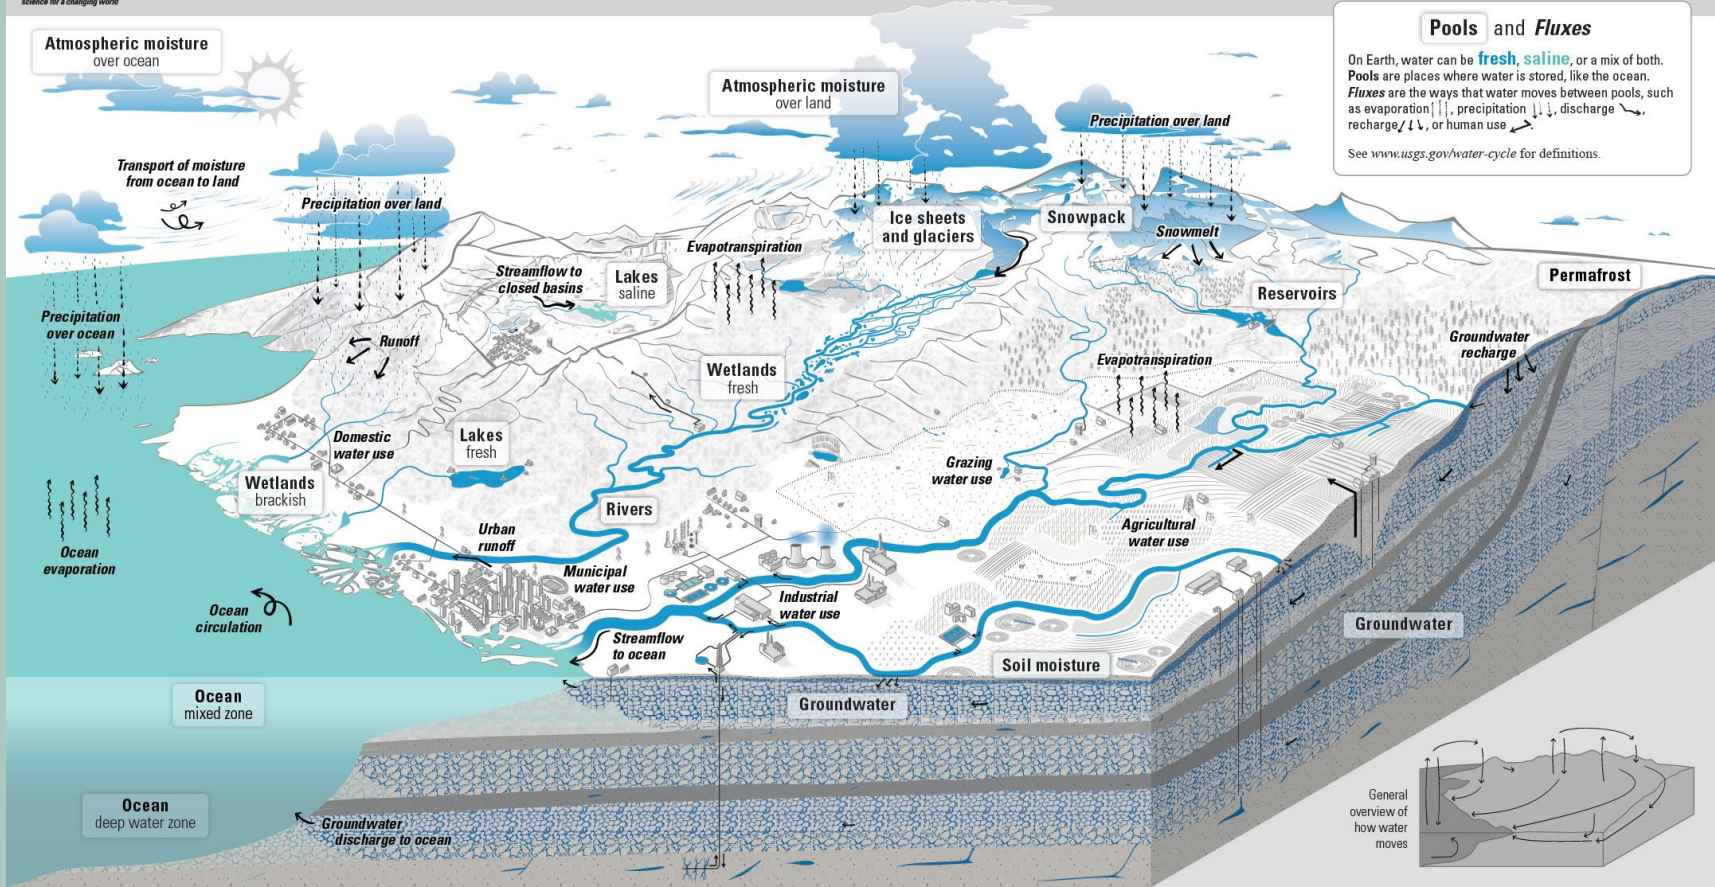 science for a changing world
Atmospheric moisture
over ocean
Atmospheric moisture
over land
Pools and Fluxes
On Earth, water can be fresh, saline, or a mix of both.
Pools are places where water is stored, like the ocean.
Fluxes are the ways that water moves between pools, such
as evaporation, precipitation, discharge,
recharge, or human use.
See www.usgs.gov/water-cycle for definitions.
Precipitation over land
Transport of moisture
from ocean to land
Precipitation over land
Ice sheets
and glaciers
Snowpack
Snowmelt
Evapotranspiration
Streamflow to
closed basins
Lakes
saline
Permafrost
Reservoirs
Precipitation
over ocean
Runoff
Groundwater
recharge
Evapotranspiration
Wetlands
fresh
Domestic
water use
Lakes
fresh
Grazing
water use
Wetlands
brackish
Rivers
Agricultural
water use
Urban
runoff
Ocean
evaporation
Municipal
water use
Industrial
water use
Ocean
circulation
Streamflow
to ocean
Groundwater
Soil moisture
Ocean
mixed zone
Groundwater
Ocean
deep water zone
Groundwater
discharge to ocean
General
overview of
how water
moves